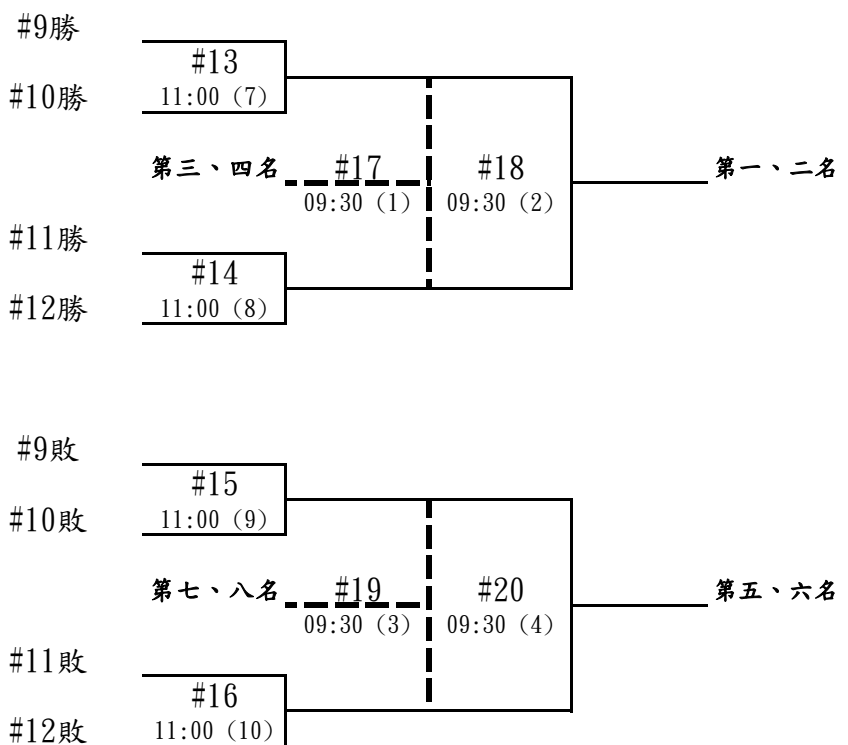 #9勝
#13
#10勝
11:00 (7)
第三、四名
#17
#18
第一、二名
09:30 (1)
09:30 (2)
#11勝
#14
#12勝
11:00 (8)
#9敗
#15
#10敗
11:00 (9)
第七、八名
#19
#20
第五、六名
09:30 (3)
09:30 (4)
#11敗
#16
#12敗
11:00 (10)